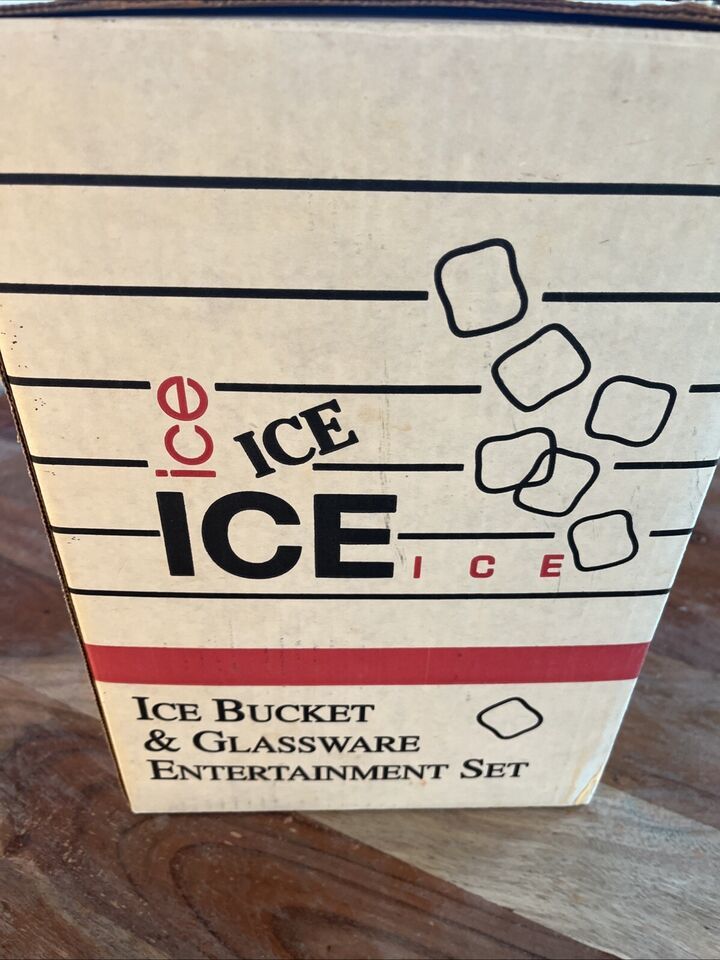 ice
ICE
ICE
ICE
ICE BUCKET
& GLASSWARE
ENTERTAINMENT SET